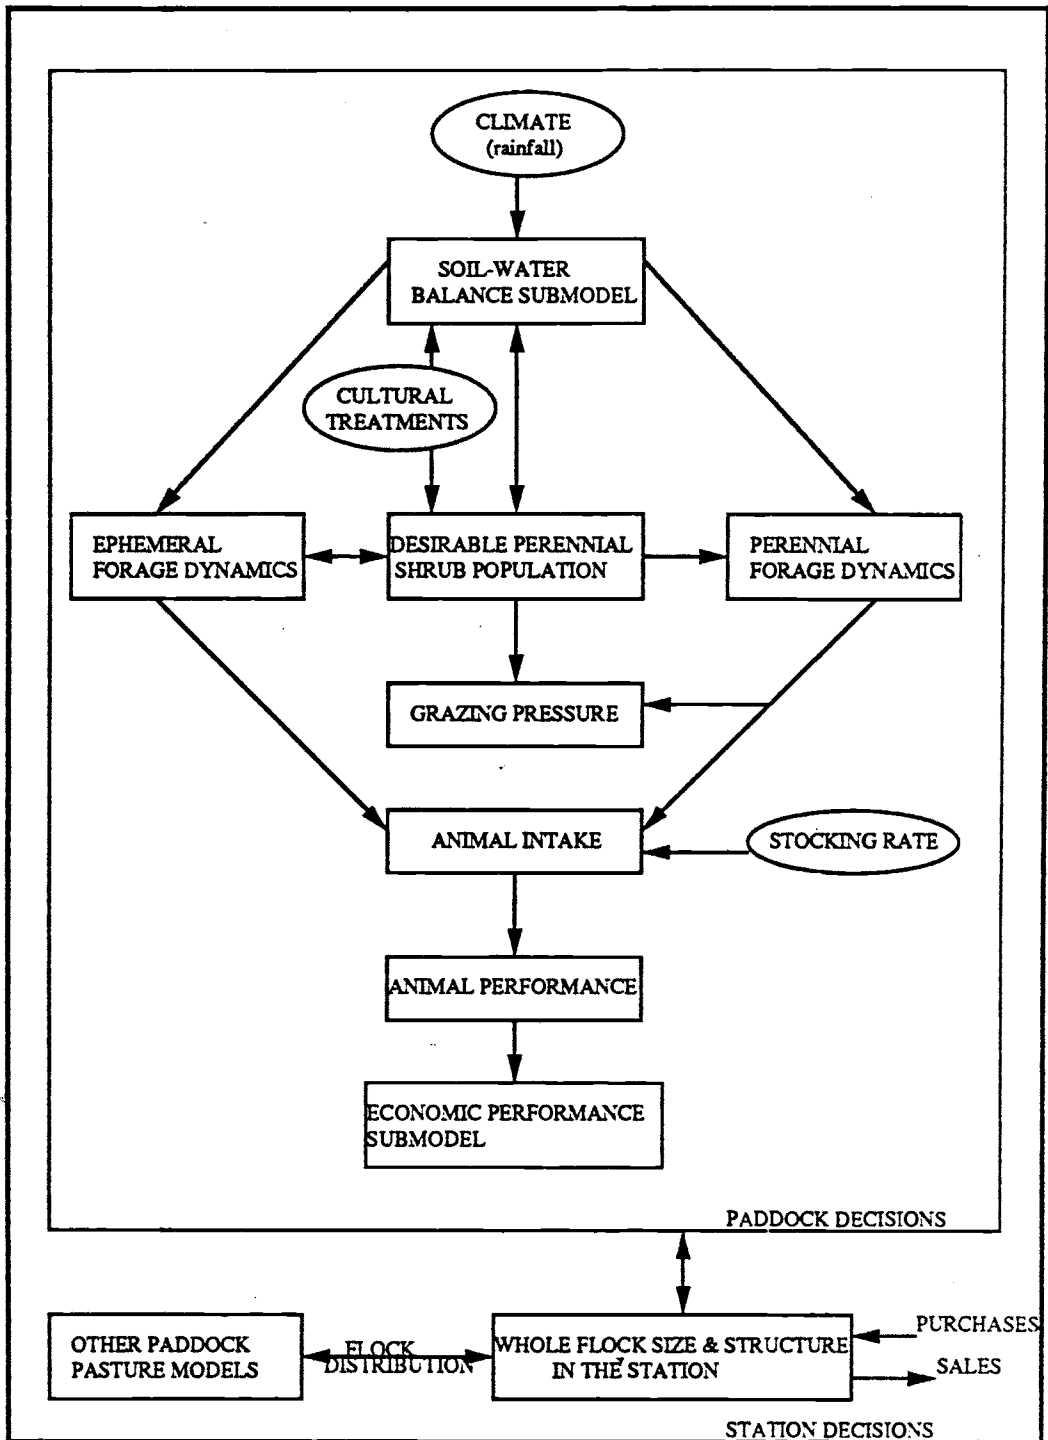 CLIMATE
(rainfall)
SOIL-WATER
BALANCE SUBMODEL
CULTURAL
TREATMENTS
EPHEMERAL
FORAGE DYNAMICS
DESIRABLE PERENNIAL
SHRUB POPULATION
PERENNIAL
FORAGE DYNAMICS
GRAZING PRESSURE
ANIMAL INTAKE
STOCKING RATE
ANIMAL PERFORMANCE
ECONOMIC PERFORMANCE
SUBMODEL
PADDOCK DECISIONS
OTHER PADDOCK
PASTURE MODELS
FLOCK
DISTRIBUTION
WHOLE FLOCK SIZE & STRUCTURE
IN THE STATION
PURCHASES
SALES
STATION DECISIONS